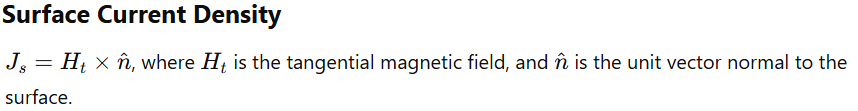 Surface Current Density
J_s = H_t × n̂, where H_t is the tangential magnetic field, and n̂ is the unit vector normal to the
surface.